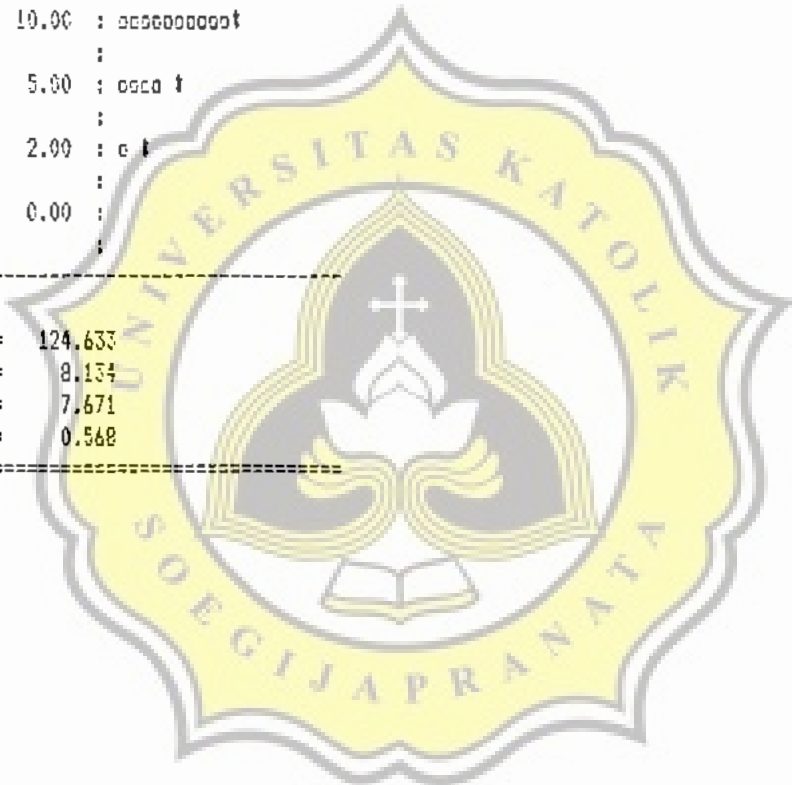 10.00 : ooooooooooo*
:
5.00 : oooo *
:
2.00 : o *
:
0.00 :
:
------------------------------
= 124.633
= 8.134
= 7.671
= 0.568
==============================
UNIVERSITAS KATOLIK
SOEGIJAPRANATA